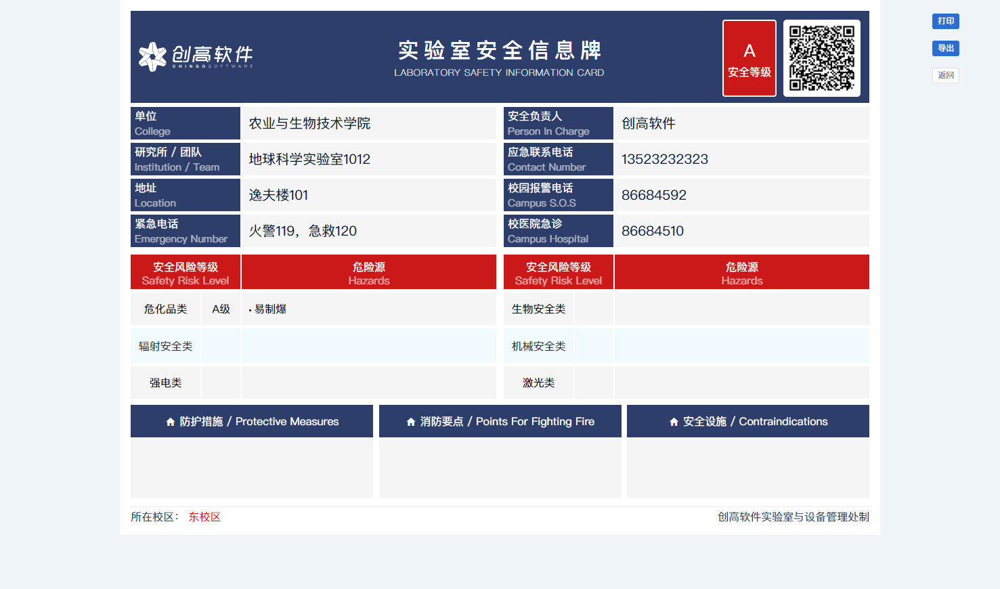 创高软件
CHINGOSOFTWARE
实验室安全信息牌
LABORATORY SAFETY INFORMATION CARD
A
安全等级
打印
导出
返回
单位
College
农业与生物技术学院
安全负责人
Person In Charge
创高软件
研究所 / 团队
Institution / Team
地球科学实验室1012
应急联系电话
Contact Number
13523232323
地址
Location
逸夫楼101
校园报警电话
Campus S.O.S
86684592
紧急电话
Emergency Number
火警119，急救120
校医院急诊
Campus Hospital
86684510
安全风险等级
Safety Risk Level
危险源
Hazards
安全风险等级
Safety Risk Level
危险源
Hazards
危化品类 A级 • 易制爆
生物安全类
辐射安全类
机械安全类
强电类
激光类
防护措施 / Protective Measures
消防要点 / Points For Fighting Fire
安全设施 / Contraindications
所在校区： 东校区
创高软件实验室与设备管理处制